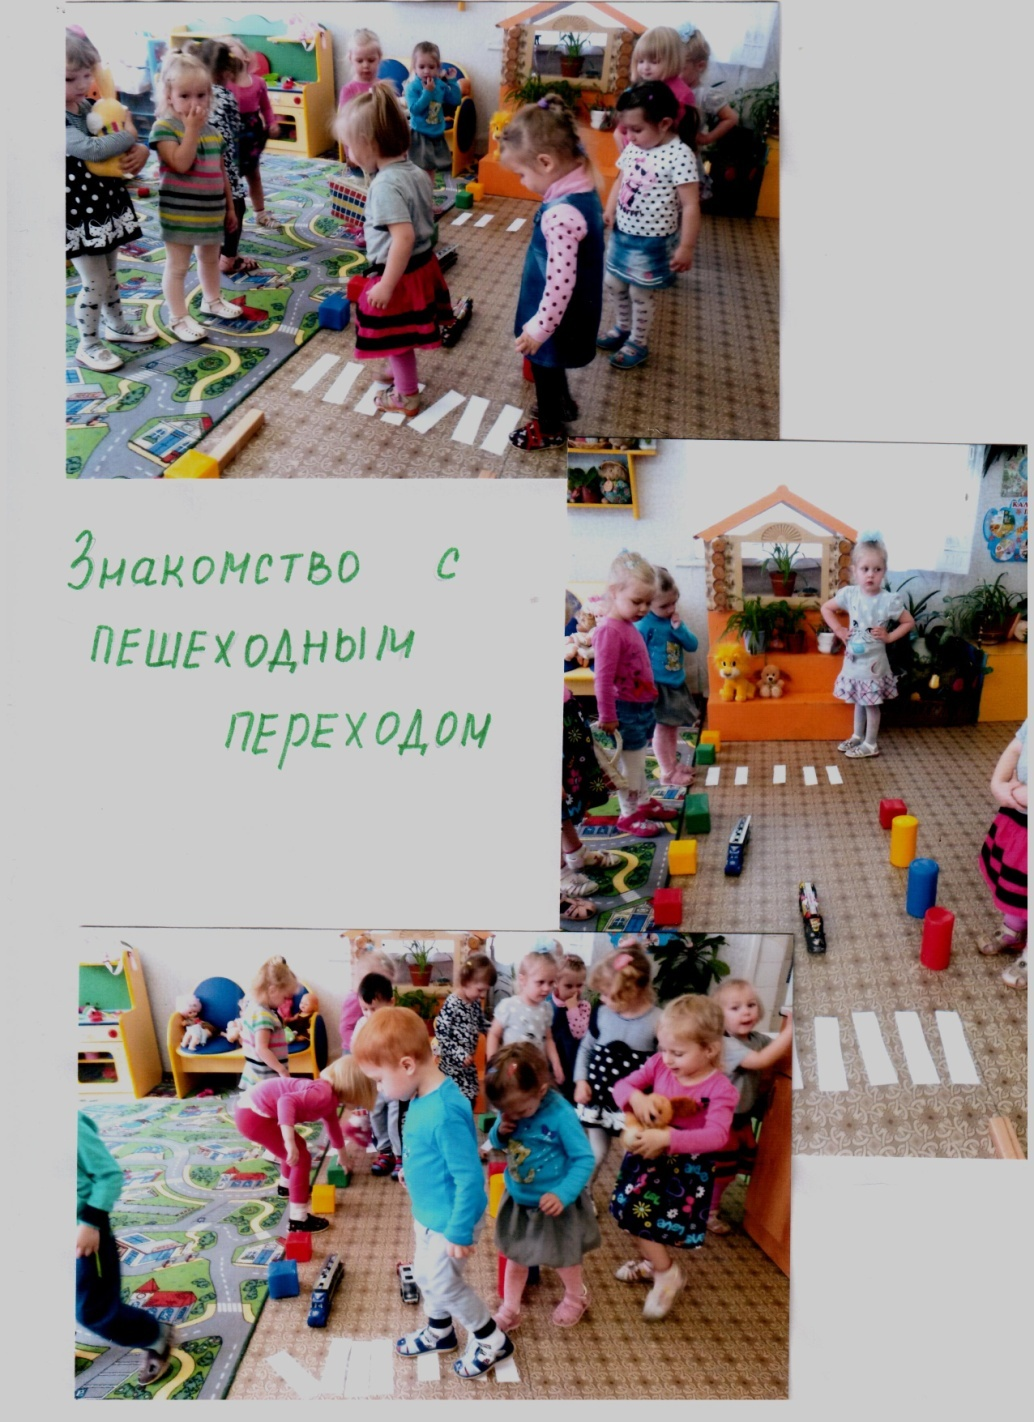 Знакомство с
пешеходным
переходом